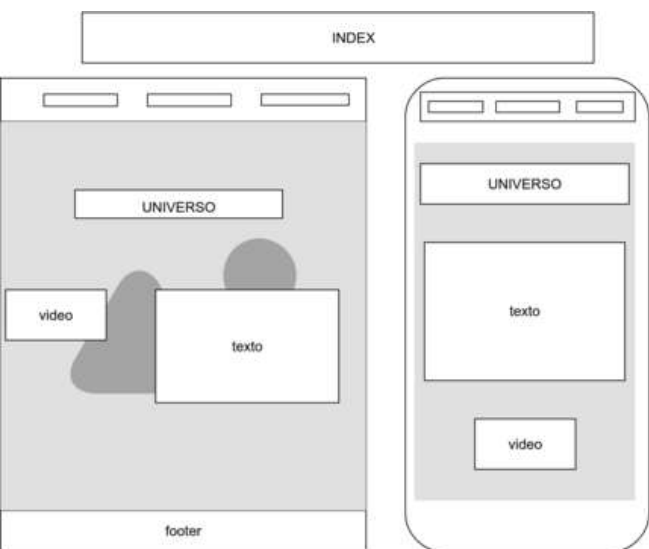 INDEX
UNIVERSO
video
texto
footer
UNIVERSO
texto
video